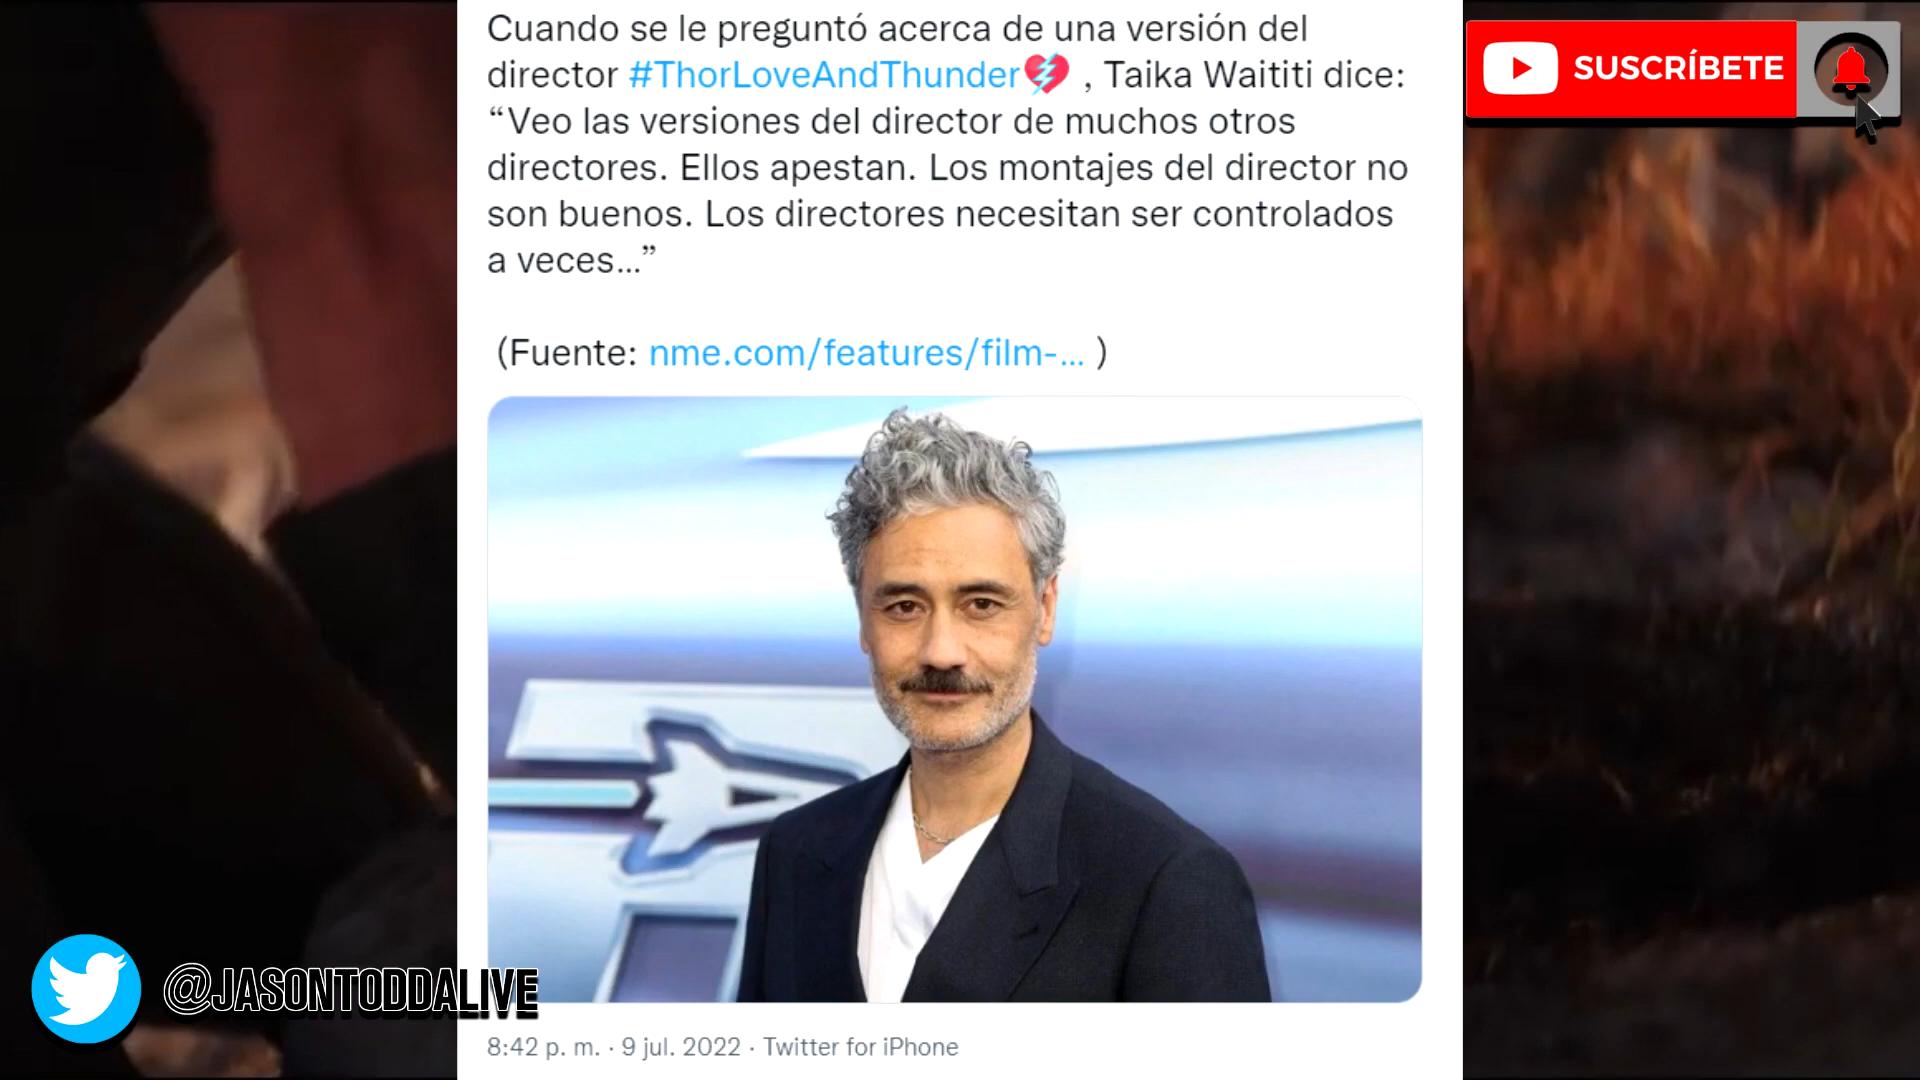 Cuando se le preguntó acerca de una versión del
director #ThorLoveAndThunder , Taika Waititi dice:
“Veo las versiones del director de muchos otros
directores. Ellos apestan. Los montajes del director no
son buenos. Los directores necesitan ser controlados
a veces...”
(Fuente: nme.com/features/film-... )
SUSCRÍBETE
@JASONTODDALIVE
8:42 p. m. · 9 jul. 2022 · Twitter for iPhone